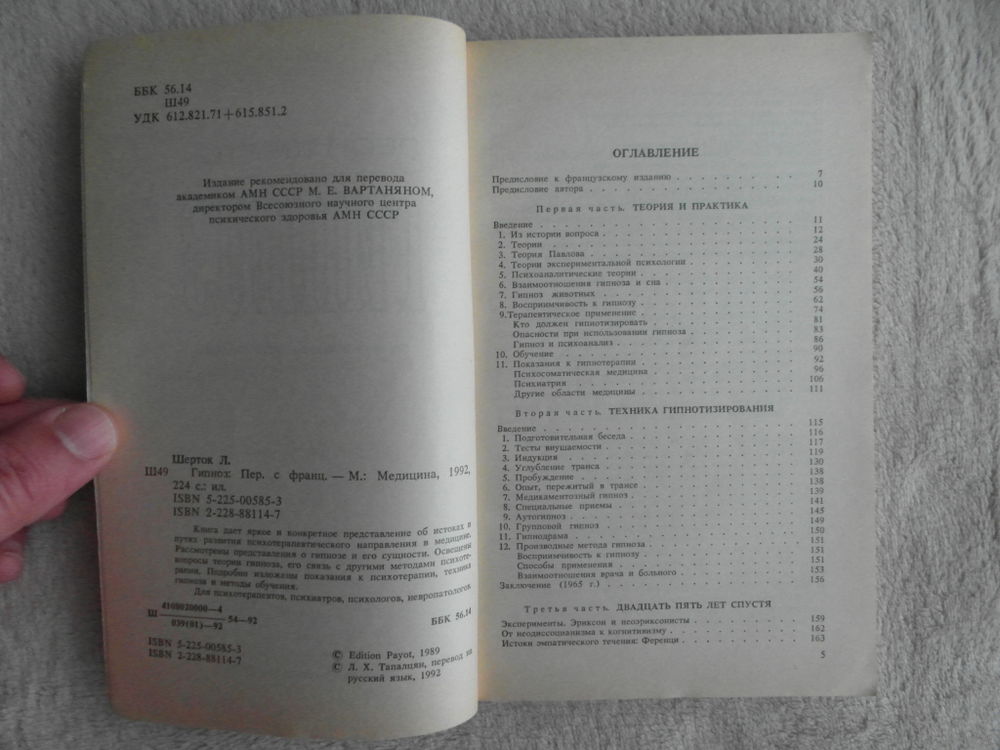 ББК 56.14
Ш49
УДК 612.821.71+615.851.2
Издание рекомендовано для перевода
академиком АМН СССР М. Е. ВАРТАНЯНОМ,
директором Всесоюзного научного центра
психического здоровья АМН СССР
Шерток Л.
Ш49 Гипноз: Пер. с франц. — М.: Медицина, 1992,
224 с.: ил.
ISBN 5-225-00585-3
ISBN 2-228-88114-7
Книга дает яркое и конкретное представление об истоках и
путях развития психотерапевтического направления в медицине.
Рассмотрены представления о гипнозе и его сущности. Освещены
вопросы теории гипноза, его связь с другими методами психоте-
рапии. Подробно изложены показания к психотерапии, техника
гипноза и методы обучения.
Для психотерапевтов, психиатров, психологов, невропатологов.
Ш 4108020000—4
039(01)—92 54—92
ББК 56.14
ISBN 5-225-00585-3
ISBN 2-228-88114-7
© Edition Payot, 1989
© Л. Х. Тапалцян, перевод на
русский язык, 1992
ОГЛАВЛЕНИЕ
Предисловие к французскому изданию . . . 7
Предисловие автора . . . 10
Первая часть. ТЕОРИЯ И ПРАКТИКА
Введение . . . 11
1. Из истории вопроса . . . 12
2. Теории . . . 24
3. Теория Павлова . . . 28
4. Теории экспериментальной психологии . . . 30
5. Психоаналитические теории . . . 40
6. Взаимоотношения гипноза и сна . . . 54
7. Гипноз животных . . . 56
8. Восприимчивость к гипнозу . . . 62
9.Терапевтическое применение . . . 74
Кто должен гипнотизировать . . . 81
Опасности при использовании гипноза . . . 83
Гипноз и психоанализ . . . 86
10. Обучение . . . 90
11. Показания к гипнотерапии . . . 92
Психосоматическая медицина . . . 96
Психиатрия . . . 106
Другие области медицины . . . 111
Вторая часть. ТЕХНИКА ГИПНОТИЗИРОВАНИЯ
Введение . . . 115
1. Подготовительная беседа . . . 116
2. Тесты внушаемости . . . 117
3. Индукция . . . 119
4. Углубление транса . . . 130
5. Пробуждение . . . 138
6. Опыт, пережитый в трансе . . . 138
7. Медикаментозный гипноз . . . 139
8. Специальные приемы . . . 141
9. Аутогипноз . . . 145
10. Групповой гипноз . . . 149
11. Гипнодрама . . . 150
12. Производные метода гипноза . . . 151
Восприимчивость к гипнозу . . . 151
Способы применения . . . 151
Взаимоотношения врача и больного . . . 153
Заключение (1965 г.) . . . 156
Третья часть. ДВАДЦАТЬ ПЯТЬ ЛЕТ СПУСТЯ
Эксперименты. Эриксон и неоэриксонисты . . . 159
От неодиссоцианизма к когнитивизму . . . 162
Истоки эмпатического течения: Ференци . . . 163
5